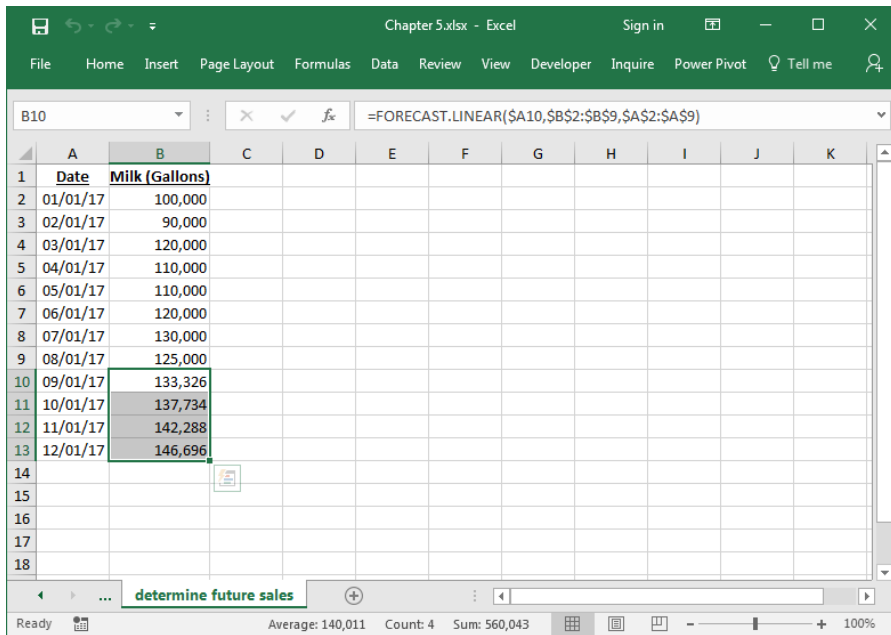 Chapter 5.xlsx - Excel Sign in
File Home Insert Page Layout Formulas Data Review View Developer Inquire Power Pivot Tell me
B10 fx =FORECAST.LINEAR($A10,$B$2:$B$9,$A$2:$A$9)
A B C D E F G H I J K
1 Date Milk (Gallons)
2 01/01/17 100,000
3 02/01/17 90,000
4 03/01/17 120,000
5 04/01/17 110,000
6 05/01/17 110,000
7 06/01/17 120,000
8 07/01/17 130,000
9 08/01/17 125,000
10 09/01/17 133,326
11 10/01/17 137,734
12 11/01/17 142,288
13 12/01/17 146,696
14
15
16
17
18
... determine future sales
Ready Average: 140,011 Count: 4 Sum: 560,043 - + 100%